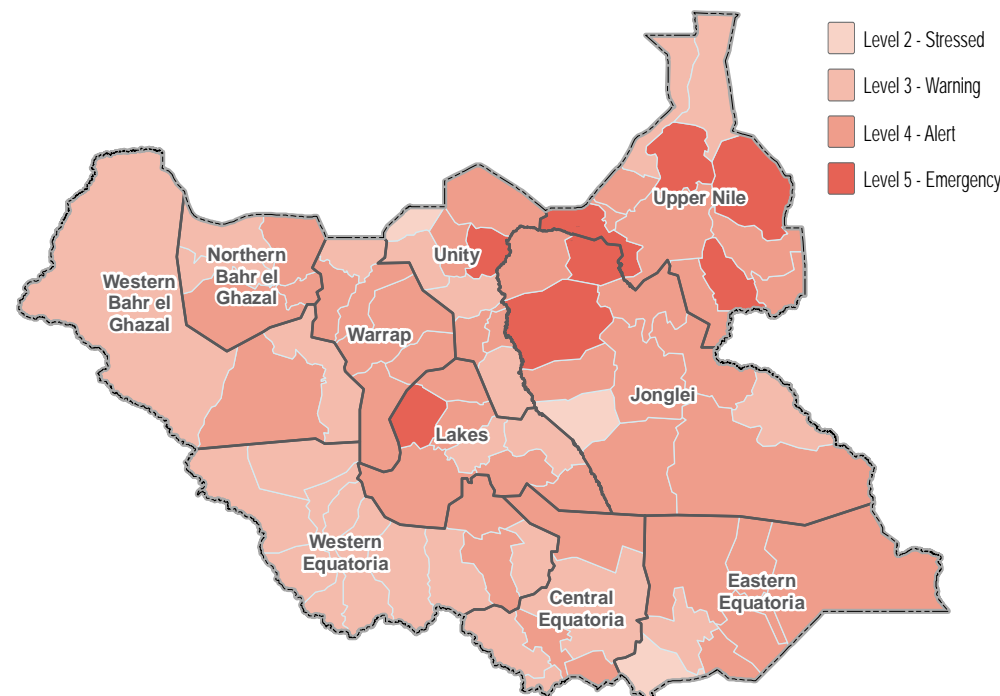 Level 2 - Stressed
Level 3 - Warning
Level 4 - Alert
Level 5 - Emergency
Upper Nile
Unity
Northern
Bahr el
Ghazal
Western
Bahr el
Ghazal
Warrap
Jonglei
Lakes
Western
Equatoria
Central
Equatoria
Eastern
Equatoria